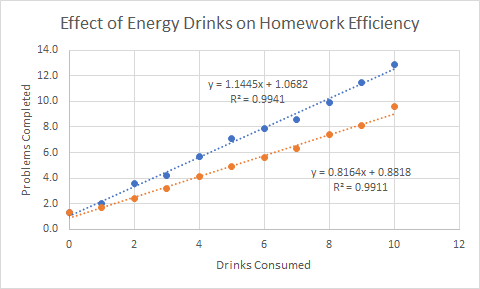 Effect of Energy Drinks on Homework Efficiency
14.0
12.0
10.0
8.0
6.0
4.0
2.0
0.0
Problems Completed
y = 1.1445x + 1.0682
R² = 0.9941
y = 0.8164x + 0.8818
R² = 0.9911
0 2 4 6 8 10 12
Drinks Consumed